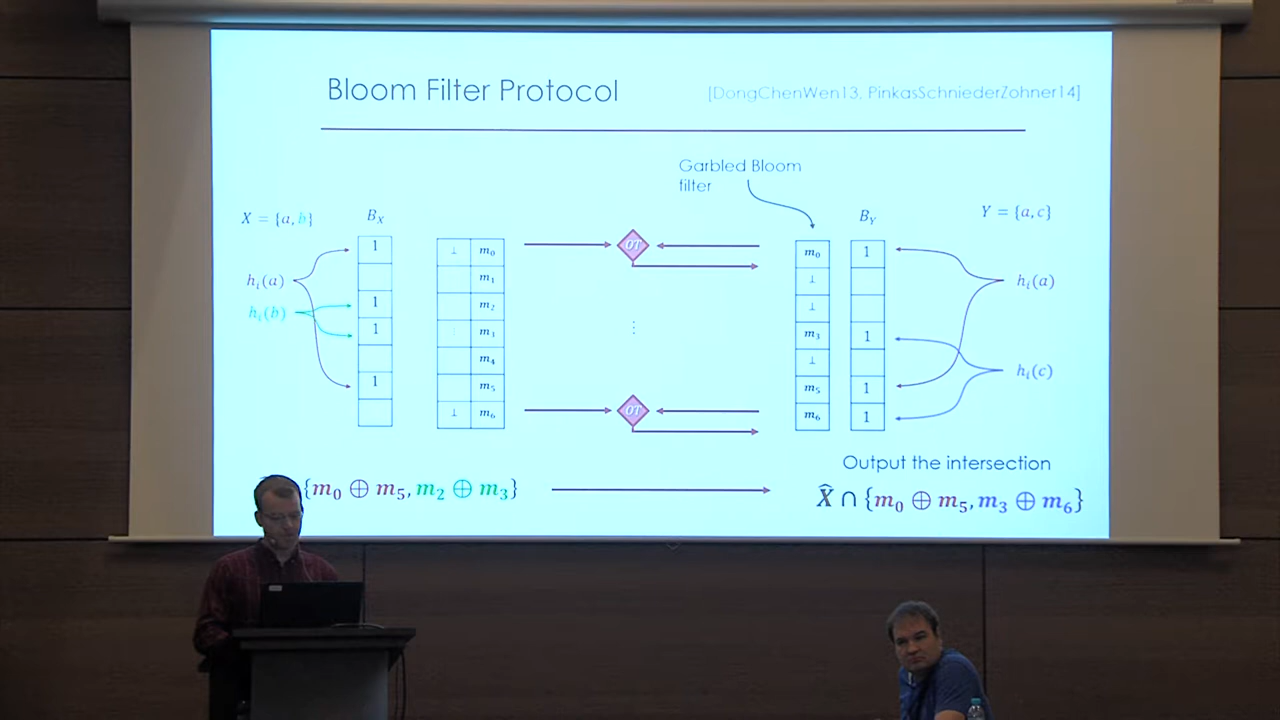 Bloom Filter Protocol
[DongChenWen13, PinkasSchniederZohner14]
Garbled Bloom
filter
X = {a, b}
B_X
B_Y
Y = {a, c}
h_i(a)
h_i(b)
1
1
1
1
⊥ m_0
m_1
m_2
m_3
m_4
m_5
⊥ m_6
OT
⋮
OT
m_0
⊥
⊥
m_3
⊥
m_5
m_6
1
1
1
1
h_i(a)
h_i(c)
Output the intersection
{m_0 ⊕ m_5, m_2 ⊕ m_3}
X̂ ∩ {m_0 ⊕ m_5, m_3 ⊕ m_6}